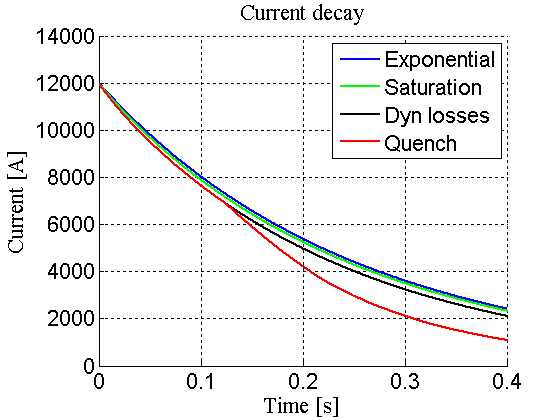 Current decay
14000
12000
10000
8000
6000
4000
2000
0
Current [A]
Exponential
Saturation
Dyn losses
Quench
0 0.1 0.2 0.3 0.4
Time [s]